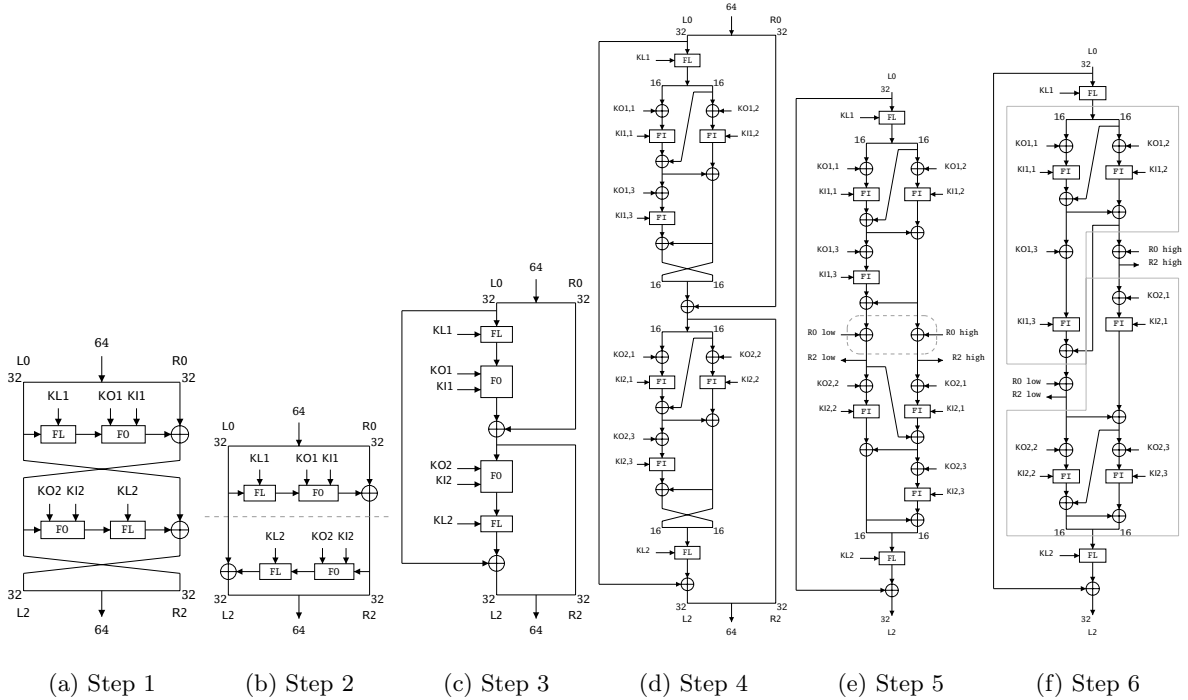 64
L0 R0
32 32
KL1 KO1 KI1
FL FO
KO2 KI2 KL2
FO FL
32 32
L2 R2
64
(a) Step 1
64
L0 R0
32 32
KL1 KO1 KI1
FL FO
KL2 KO2 KI2
FL FO
32 32
L2 R2
64
(b) Step 2
64
L0 R0
32 32
KL1 FL
KO1
FO
KI1
KO2
FO
KI2
KL2 FL
32 32
L2 R2
64
(c) Step 3
64
L0 R0
32 32
KL1 FL
16 16
KO1,1 KO1,2
KI1,1 FI FI KI1,2
KO1,3
KI1,3 FI
16 16
16 16
KO2,1 KO2,2
KI2,1 FI FI KI2,2
KO2,3
KI2,3 FI
16 16
KL2 FL
32 32
L2 R2
64
(d) Step 4
L0
32
KL1 FL
16 16
KO1,1 KO1,2
KI1,1 FI FI KI1,2
KO1,3
KI1,3 FI
R0 low R0 high
R2 low R2 high
KO2,2 KO2,1
KI2,2 FI FI KI2,1
KO2,3
FI KI2,3
16 16
KL2 FL
32
L2
(e) Step 5
L0
32
KL1 FL
16 16
KO1,1 KO1,2
KI1,1 FI FI KI1,2
KO1,3 R0 high
R2 high
KO2,1
KI1,3 FI FI KI2,1
R0 low
R2 low
KO2,2 KO2,3
KI2,2 FI FI KI2,3
16 16
KL2 FL
32
L2
(f) Step 6